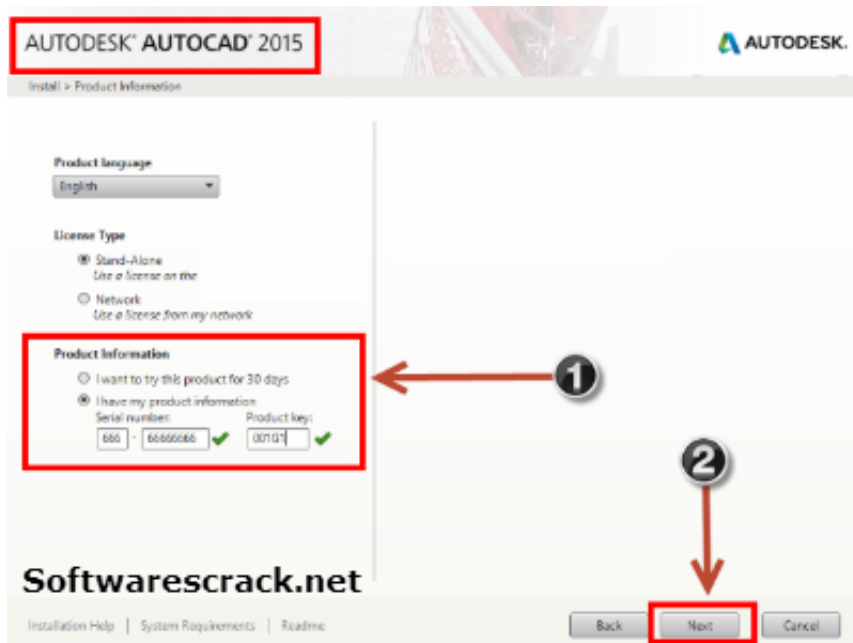 AUTODESK® AUTOCAD® 2015
AUTODESK.
Install > Product Information
Product language
English
License Type
Stand-Alone
Use a license on the
Network
Use a license from my network
Product Information
I want to try this product for 30 days
I have my product information
Serial number: Product key:
666 - 66666666 001G1
1
2
Softwarescrack.net
Installation Help | System Requirements | Readme
Back Next Cancel